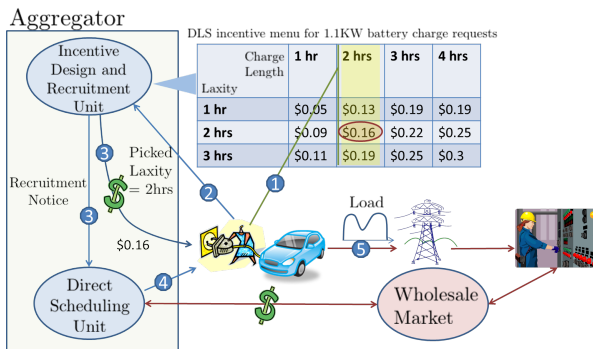 Aggregator
DLS incentive menu for 1.1KW battery charge requests
Incentive
Design and
Recruitment
Unit
Charge
Length
Laxity
1 hr 2 hrs 3 hrs 4 hrs
1 hr $0.05 $0.13 $0.19 $0.19
2 hrs $0.09 $0.16 $0.22 $0.25
3 hrs $0.11 $0.19 $0.25 $0.3
3
Picked
Laxity
= 2hrs
2
1
Recruitment
Notice
3
$
$0.16
Load
5
4
Direct
Scheduling
Unit
$
Wholesale
Market